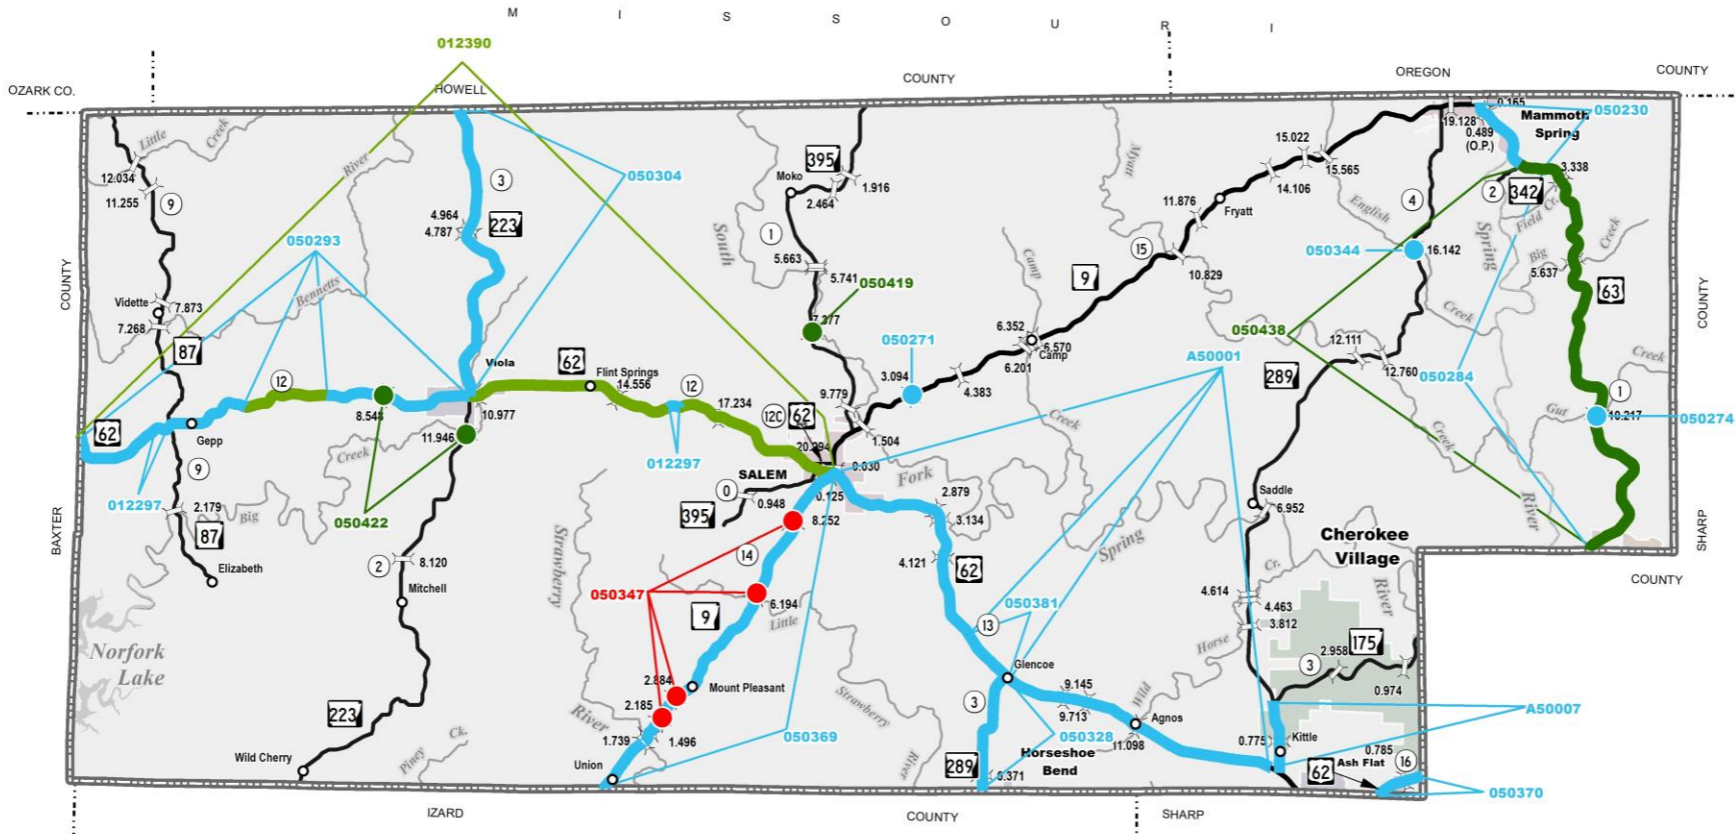 M I S S O U R I
012390
OZARK CO.
HOWELL
COUNTY
OREGON
COUNTY
0.165
050230
19.128
0.489
(O.P.)
Mammoth
Spring
Little
Creek
River
395
Moko
1.916
2.464
15.022
15.565
14.106
3.338
12.034
11.255
9
3
050304
Myatt
11.876
Fryatt
English
4
2
342
Field Cr.
4.964
4.787
223
South
1
15
Spring
Big
Creek
050293
5.663
5.741
Camp
10.829
050344
16.142
5.637
COUNTY
Vidette
7.873
Bennetts
050419
9
63
COUNTY
7.268
7.377
6.352
6.570
Camp
6.201
Creek
050438
12.111
87
Viola
62
Flint Springs
050271
A50001
12.760
289
050284
Creek
12
14.556
12
3.094
4.383
1
8.548
17.234
9.779
12C
62
Gut
10.217
050274
62
Gepp
10.977
11.946
1.504
Creek
Creek
9
Creek
012297
20.294
0.030
012297
SALEM
Fork
0
0.125
2.179
0.948
2.879
Saddle
River
050422
395
8.252
3.134
6.952
BAXTER
Big
87
Strawberry
14
Spring
Cherokee
Village
SHARP
Elizabeth
2
8.120
4.121
62
Cr.
River
COUNTY
Mitchell
050347
6.194
050381
4.614
4.463
9
Little
13
3.812
Norfork
Lake
Horse
2.958
175
3
Glencoe
2.884
Mount Pleasant
9.145
0.974
223
River
2.185
Strawberry
3
9.713
Wild
Agnos
A50007
1.739
1.496
050369
050328
11.098
0.775
Kittle
0.785
Wild Cherry
Piney Ck.
Union
River
289
Horseshoe
Bend
0.371
62
Ash Flat
16
050370
IZARD
COUNTY
SHARP